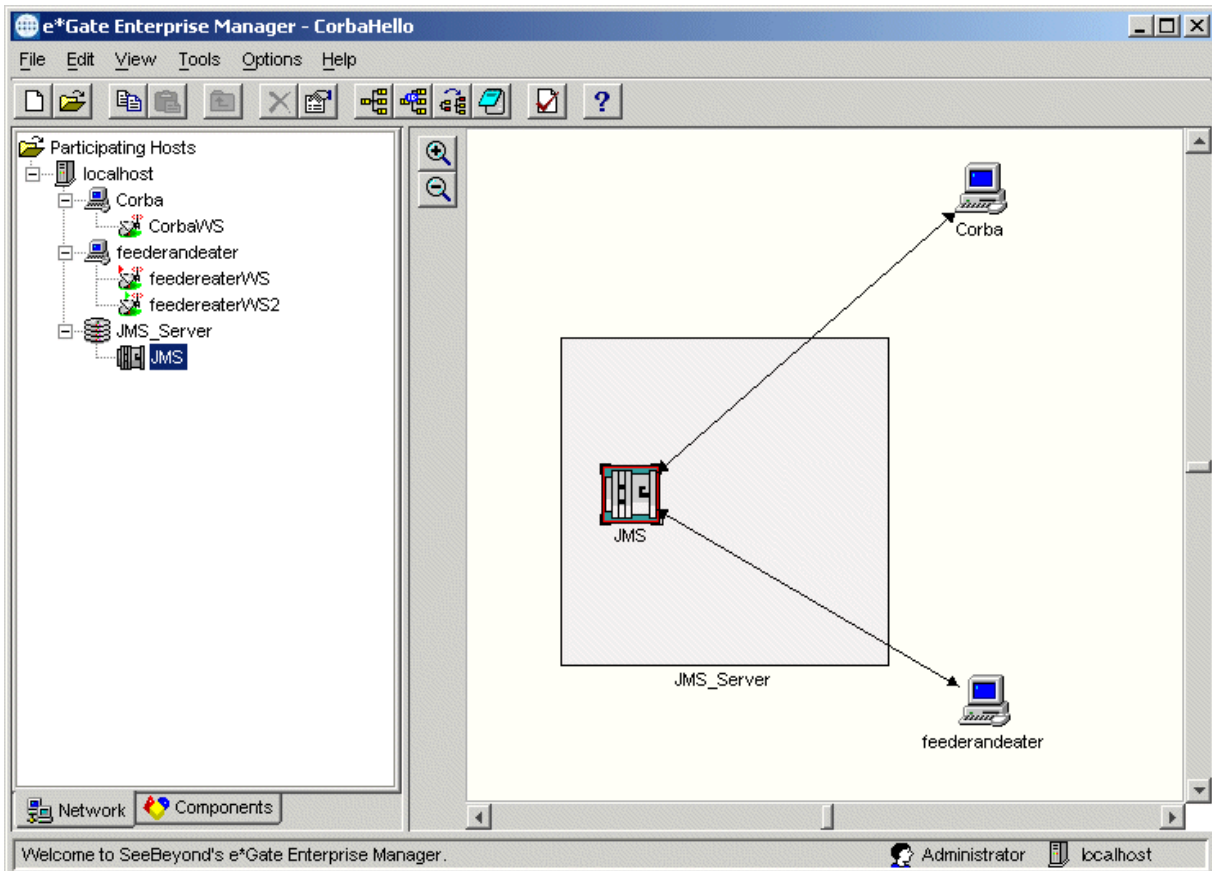 e*Gate Enterprise Manager - CorbaHello
File Edit View Tools Options Help
?
Participating Hosts
localhost
Corba
CorbaWS
feederandeater
feedereaterWS
feedereaterWS2
JMS_Server
JMS
Corba
JMS
JMS_Server
feederandeater
Network Components
Welcome to SeeBeyond's e*Gate Enterprise Manager. Administrator localhost